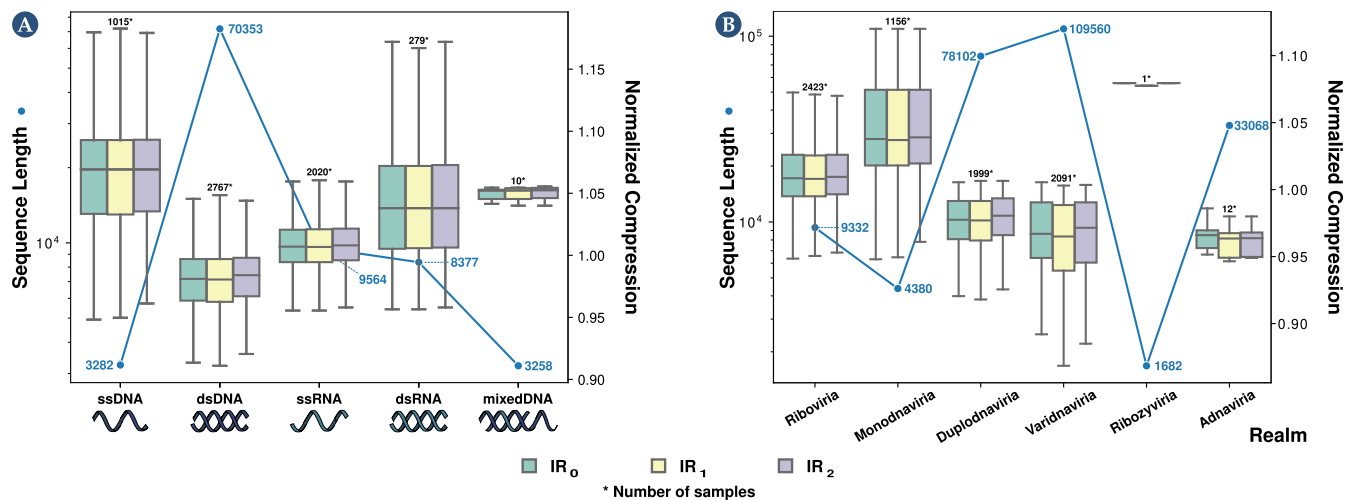 A
Sequence Length
10⁴
1015*
2767*
2020*
279*
10*
3282
70353
9564
8377
3258
1.15
1.10
1.05
1.00
0.95
0.90
Normalized Compression
ssDNA
dsDNA
ssRNA
dsRNA
mixedDNA
B
Sequence Length
10⁵
10⁴
2423*
1156*
1999*
2091*
1*
12*
9332
4380
78102
109560
1682
33068
1.10
1.05
1.00
0.95
0.90
Normalized Compression
Riboviria
Monodnaviria
Duplodnaviria
Varidnaviria
Ribozyviria
Adnaviria
Realm
IR₀
IR₁
IR₂
* Number of samples